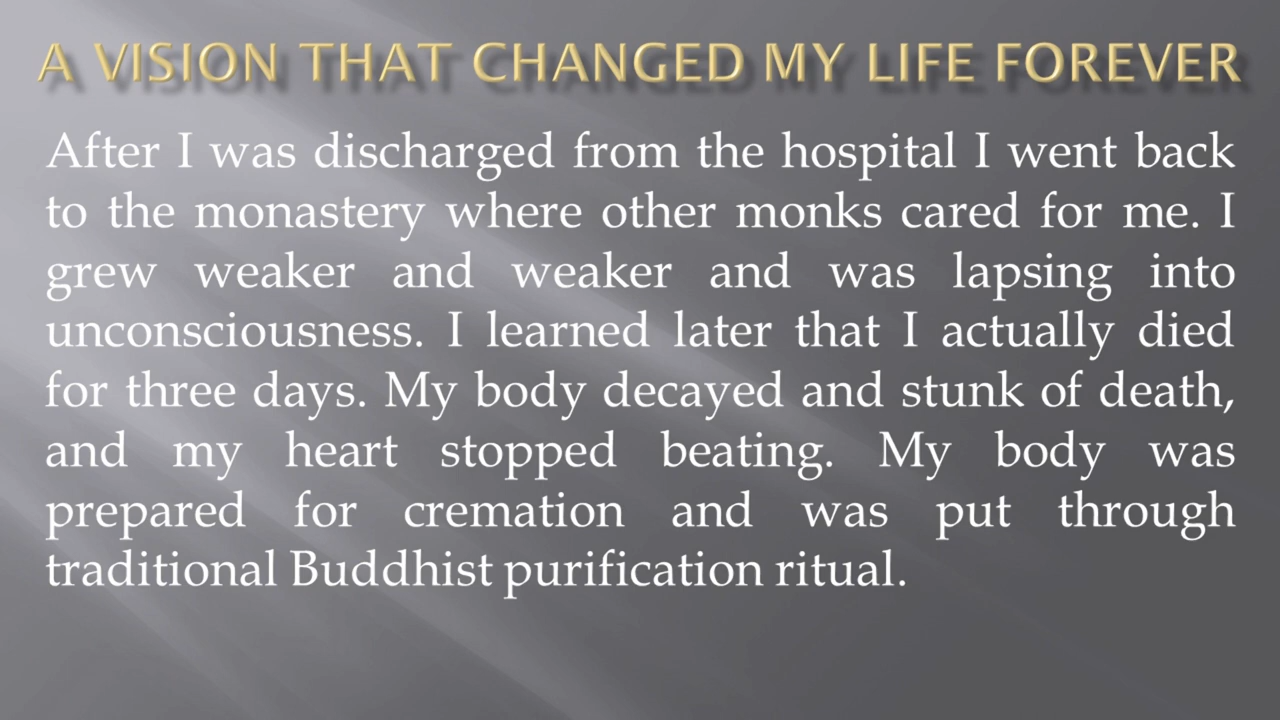 A VISION THAT CHANGED MY LIFE FOREVER
After I was discharged from the hospital I went back
to the monastery where other monks cared for me. I
grew weaker and weaker and was lapsing into
unconsciousness. I learned later that I actually died
for three days. My body decayed and stunk of death,
and my heart stopped beating. My body was
prepared for cremation and was put through
traditional Buddhist purification ritual.